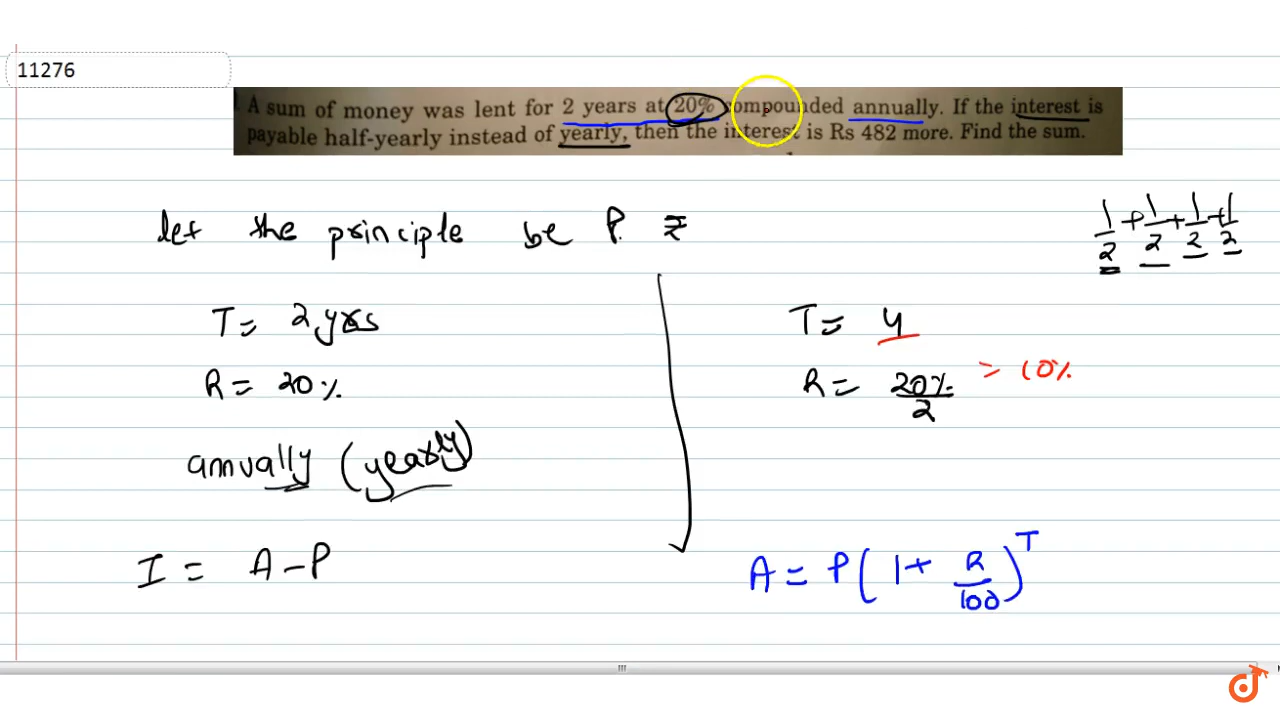 11276
A sum of money was lent for 2 years at 20% compounded annually. If the interest is
payable half-yearly instead of yearly, then the interest is Rs 482 more. Find the sum.
let the principle be P. ₹
1/2 + 1/2 + 1/2 + 1/2
T = 2 yrs
T = 4
R = 20%
R = 20%/2 = 10%
annually (yearly)
I = A - P
A = P(1 + R/100)^T